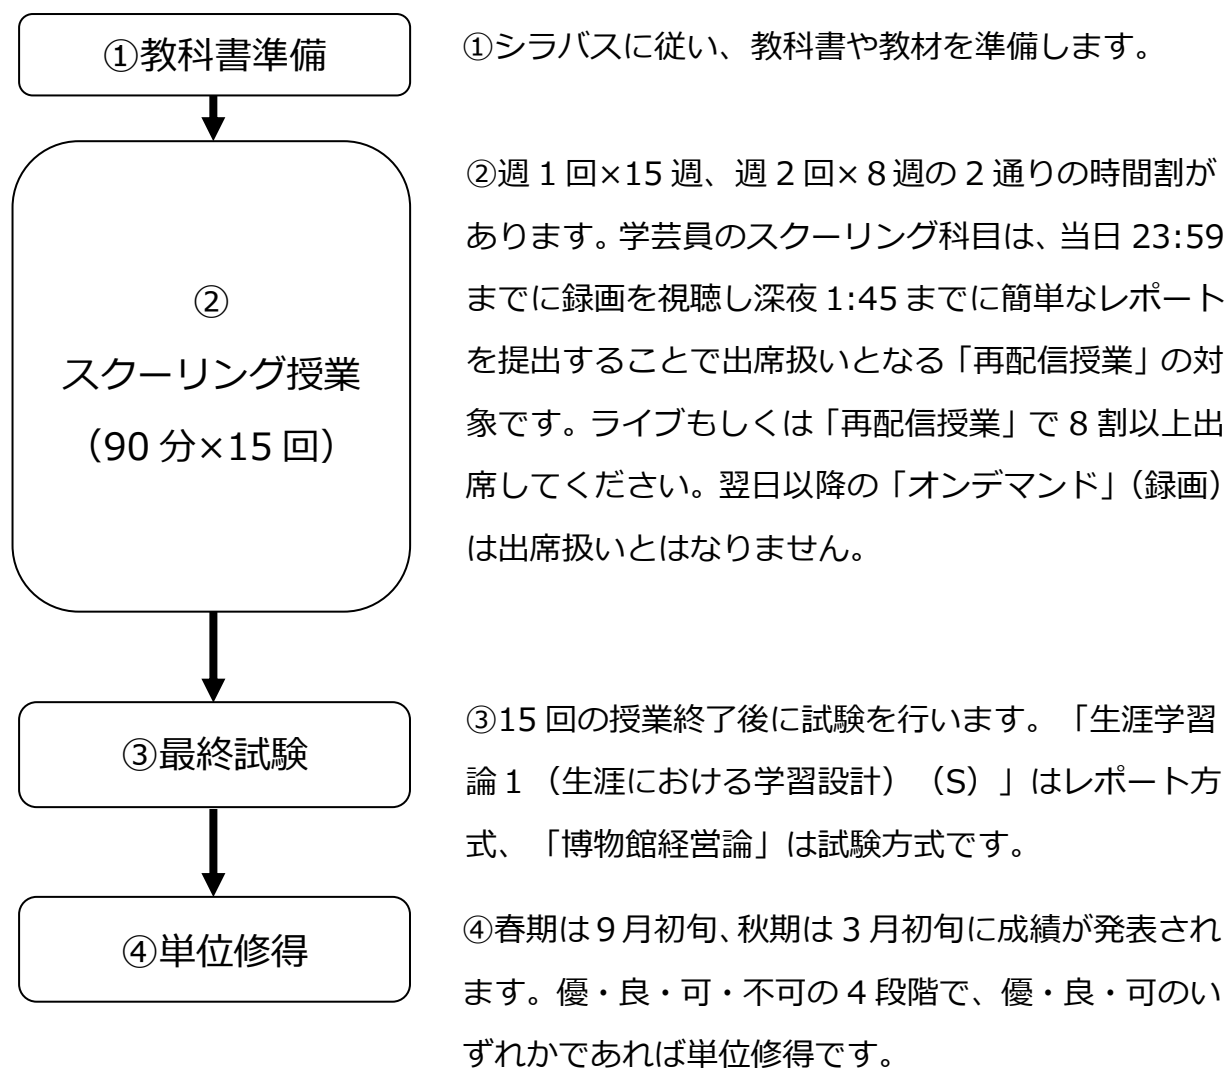 ①教科書準備
①シラバスに従い、教科書や教材を準備します。
②
スクーリング授業
（90 分×15 回）
②週 1 回×15 週、週 2 回× 8 週の 2 通りの時間割が
あります。学芸員のスクーリング科目は、当日 23:59
までに録画を視聴し深夜 1:45 までに簡単なレポート
を提出することで出席扱いとなる「再配信授業」の対
象です。ライブもしくは「再配信授業」で 8 割以上出
席してください。翌日以降の「オンデマンド」（録画）
は出席扱いとはなりません。
③最終試験
③15 回の授業終了後に試験を行います。「生涯学習
論１（生涯における学習設計）（S）」はレポート方
式、「博物館経営論」は試験方式です。
④単位修得
④春期は 9 月初旬、秋期は 3 月初旬に成績が発表され
ます。優・良・可・不可の 4 段階で、優・良・可のい
ずれかであれば単位修得です。